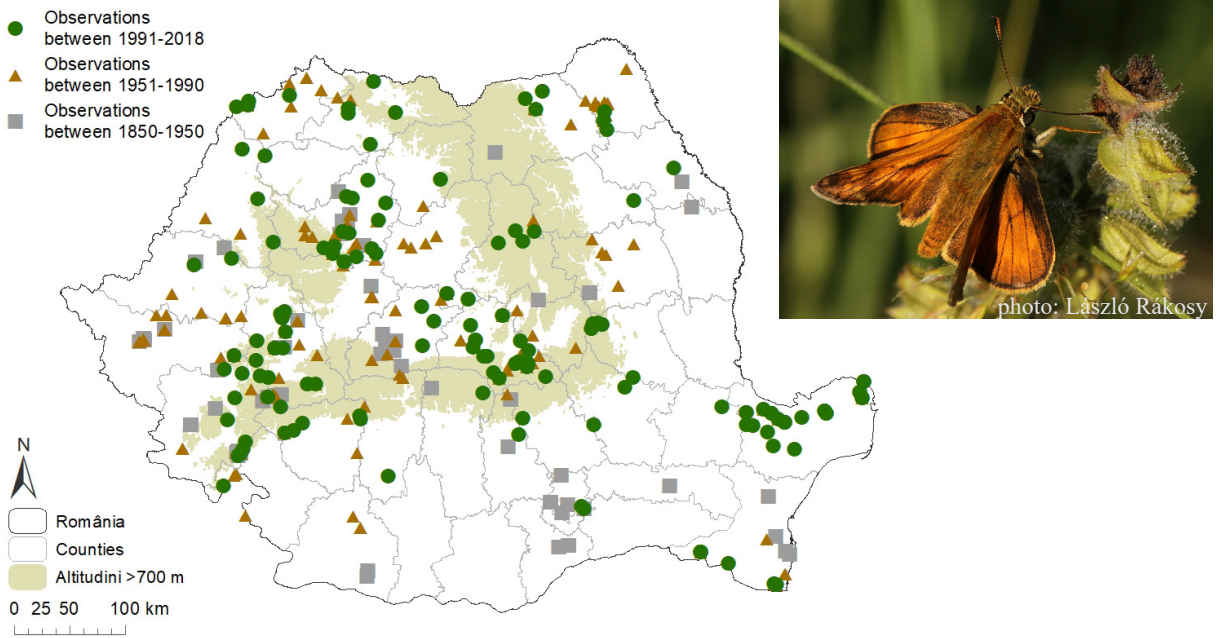 Observations
between 1991-2018
Observations
between 1951-1990
Observations
between 1850-1950
photo: László Rákosy
N
România
Counties
Altitudini >700 m
0 25 50 100 km